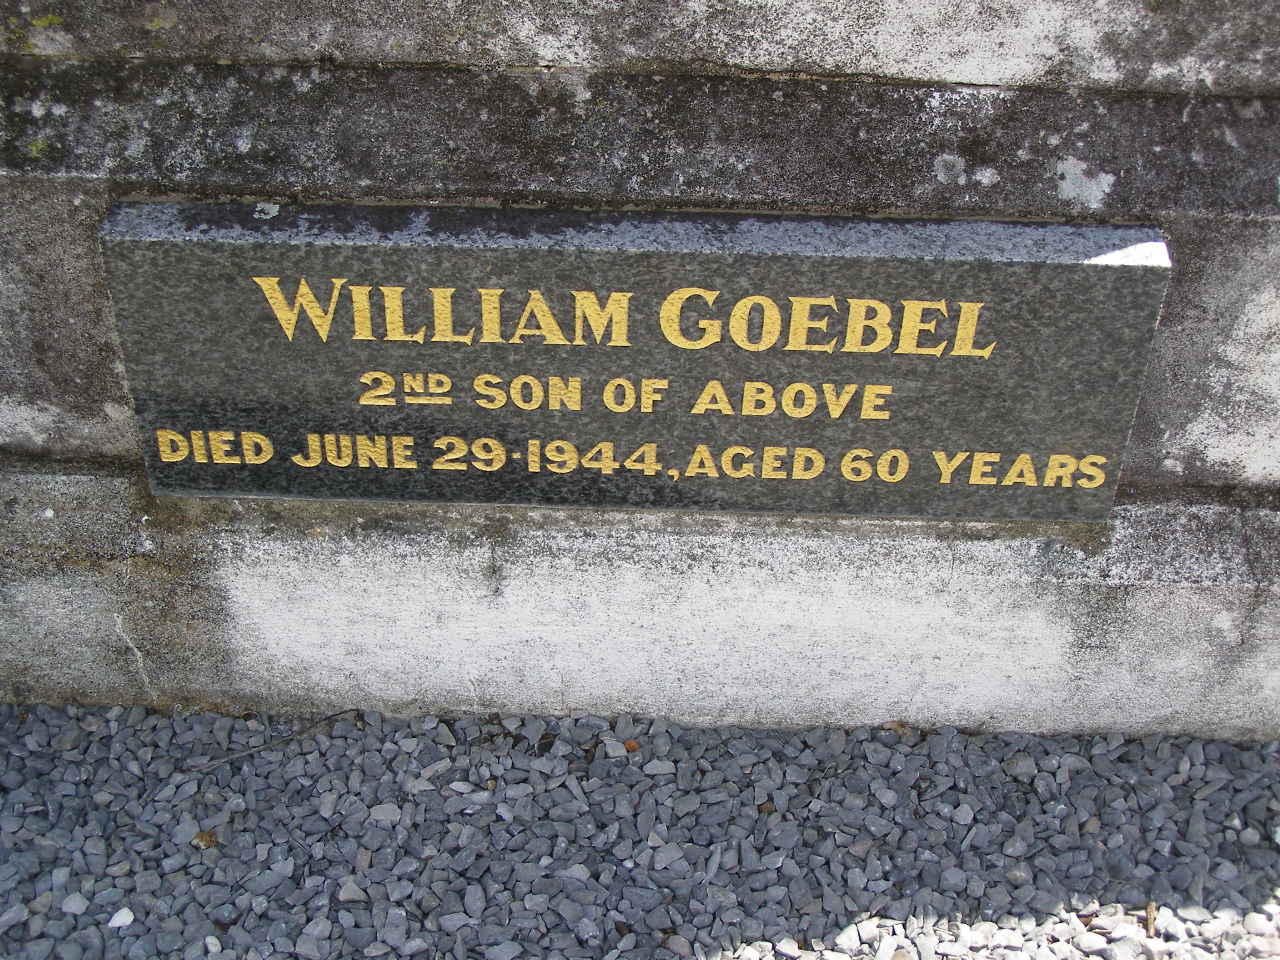 WILLIAM GOEBEL
2ND SON OF ABOVE
DIED JUNE 29·1944, AGED 60 YEARS